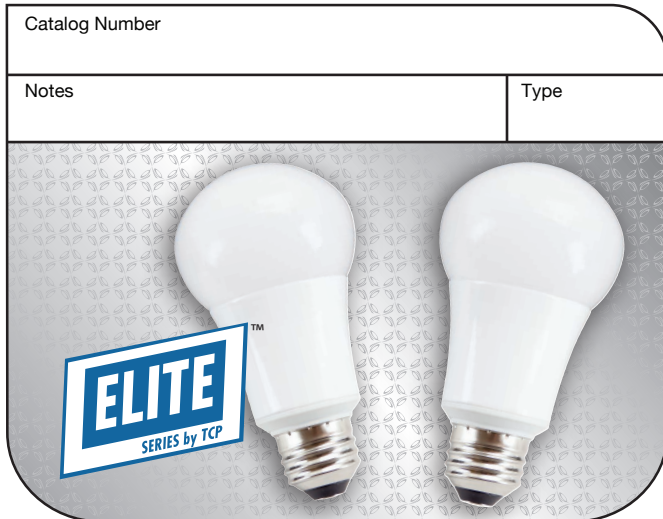 Catalog Number
Notes
Type
ELITE
™
SERIES by TCP